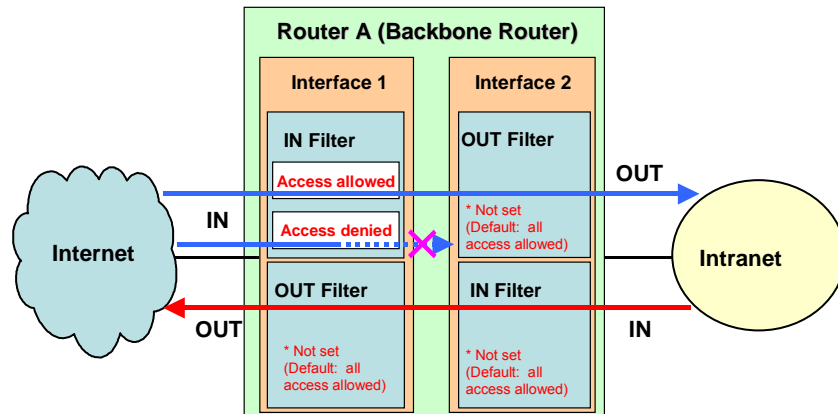 Router A (Backbone Router)
Interface 1
Interface 2
IN Filter
OUT Filter
Access allowed
OUT
* Not set
(Default: all
access allowed)
IN
Access denied
Internet
Intranet
OUT Filter
IN Filter
OUT
IN
* Not set
(Default: all
access allowed)
* Not set
(Default: all
access allowed)